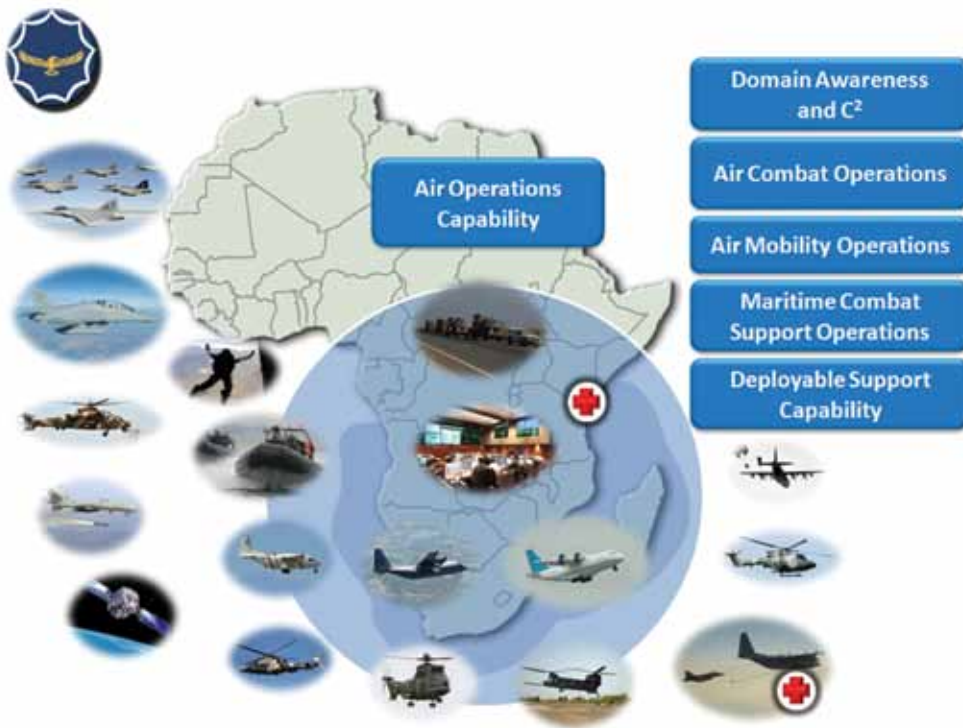 Air Operations
Capability
Domain Awareness
and C²
Air Combat Operations
Air Mobility Operations
Maritime Combat
Support Operations
Deployable Support
Capability